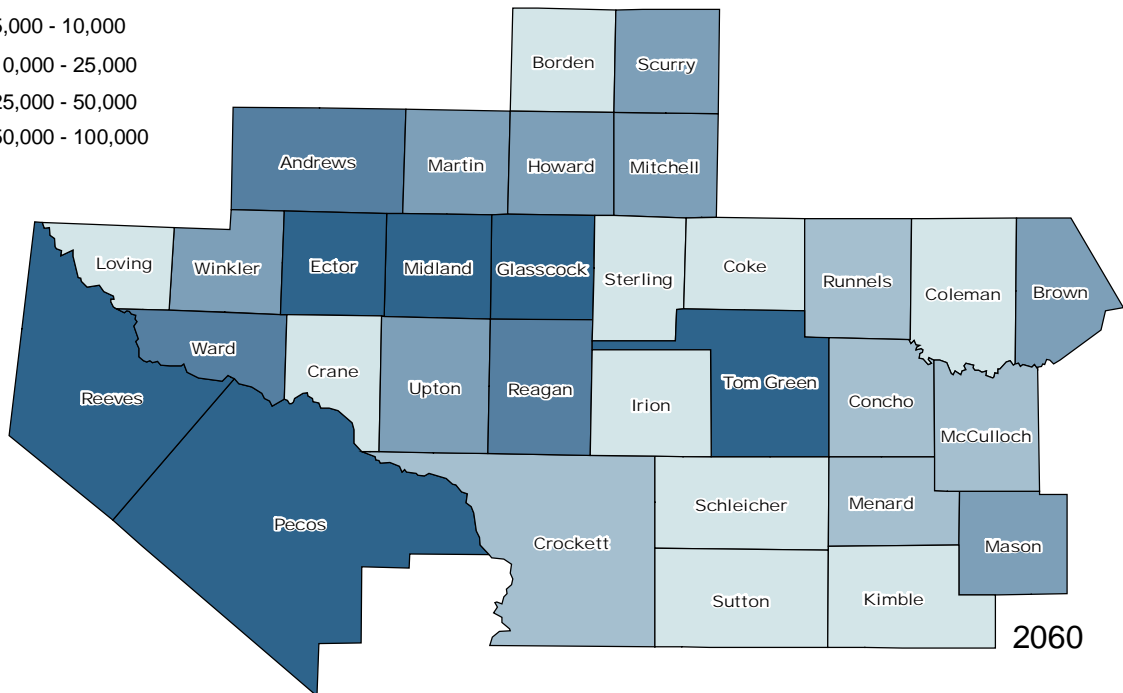 5,000 - 10,000
10,000 - 25,000
25,000 - 50,000
50,000 - 100,000
Borden
Scurry
Andrews
Martin
Howard
Mitchell
Loving
Winkler
Ector
Midland
Glasscock
Sterling
Coke
Runnels
Coleman
Brown
Ward
Crane
Upton
Reagan
Irion
Tom Green
Concho
McCulloch
Reeves
Pecos
Crockett
Schleicher
Menard
Mason
Sutton
Kimble
2060